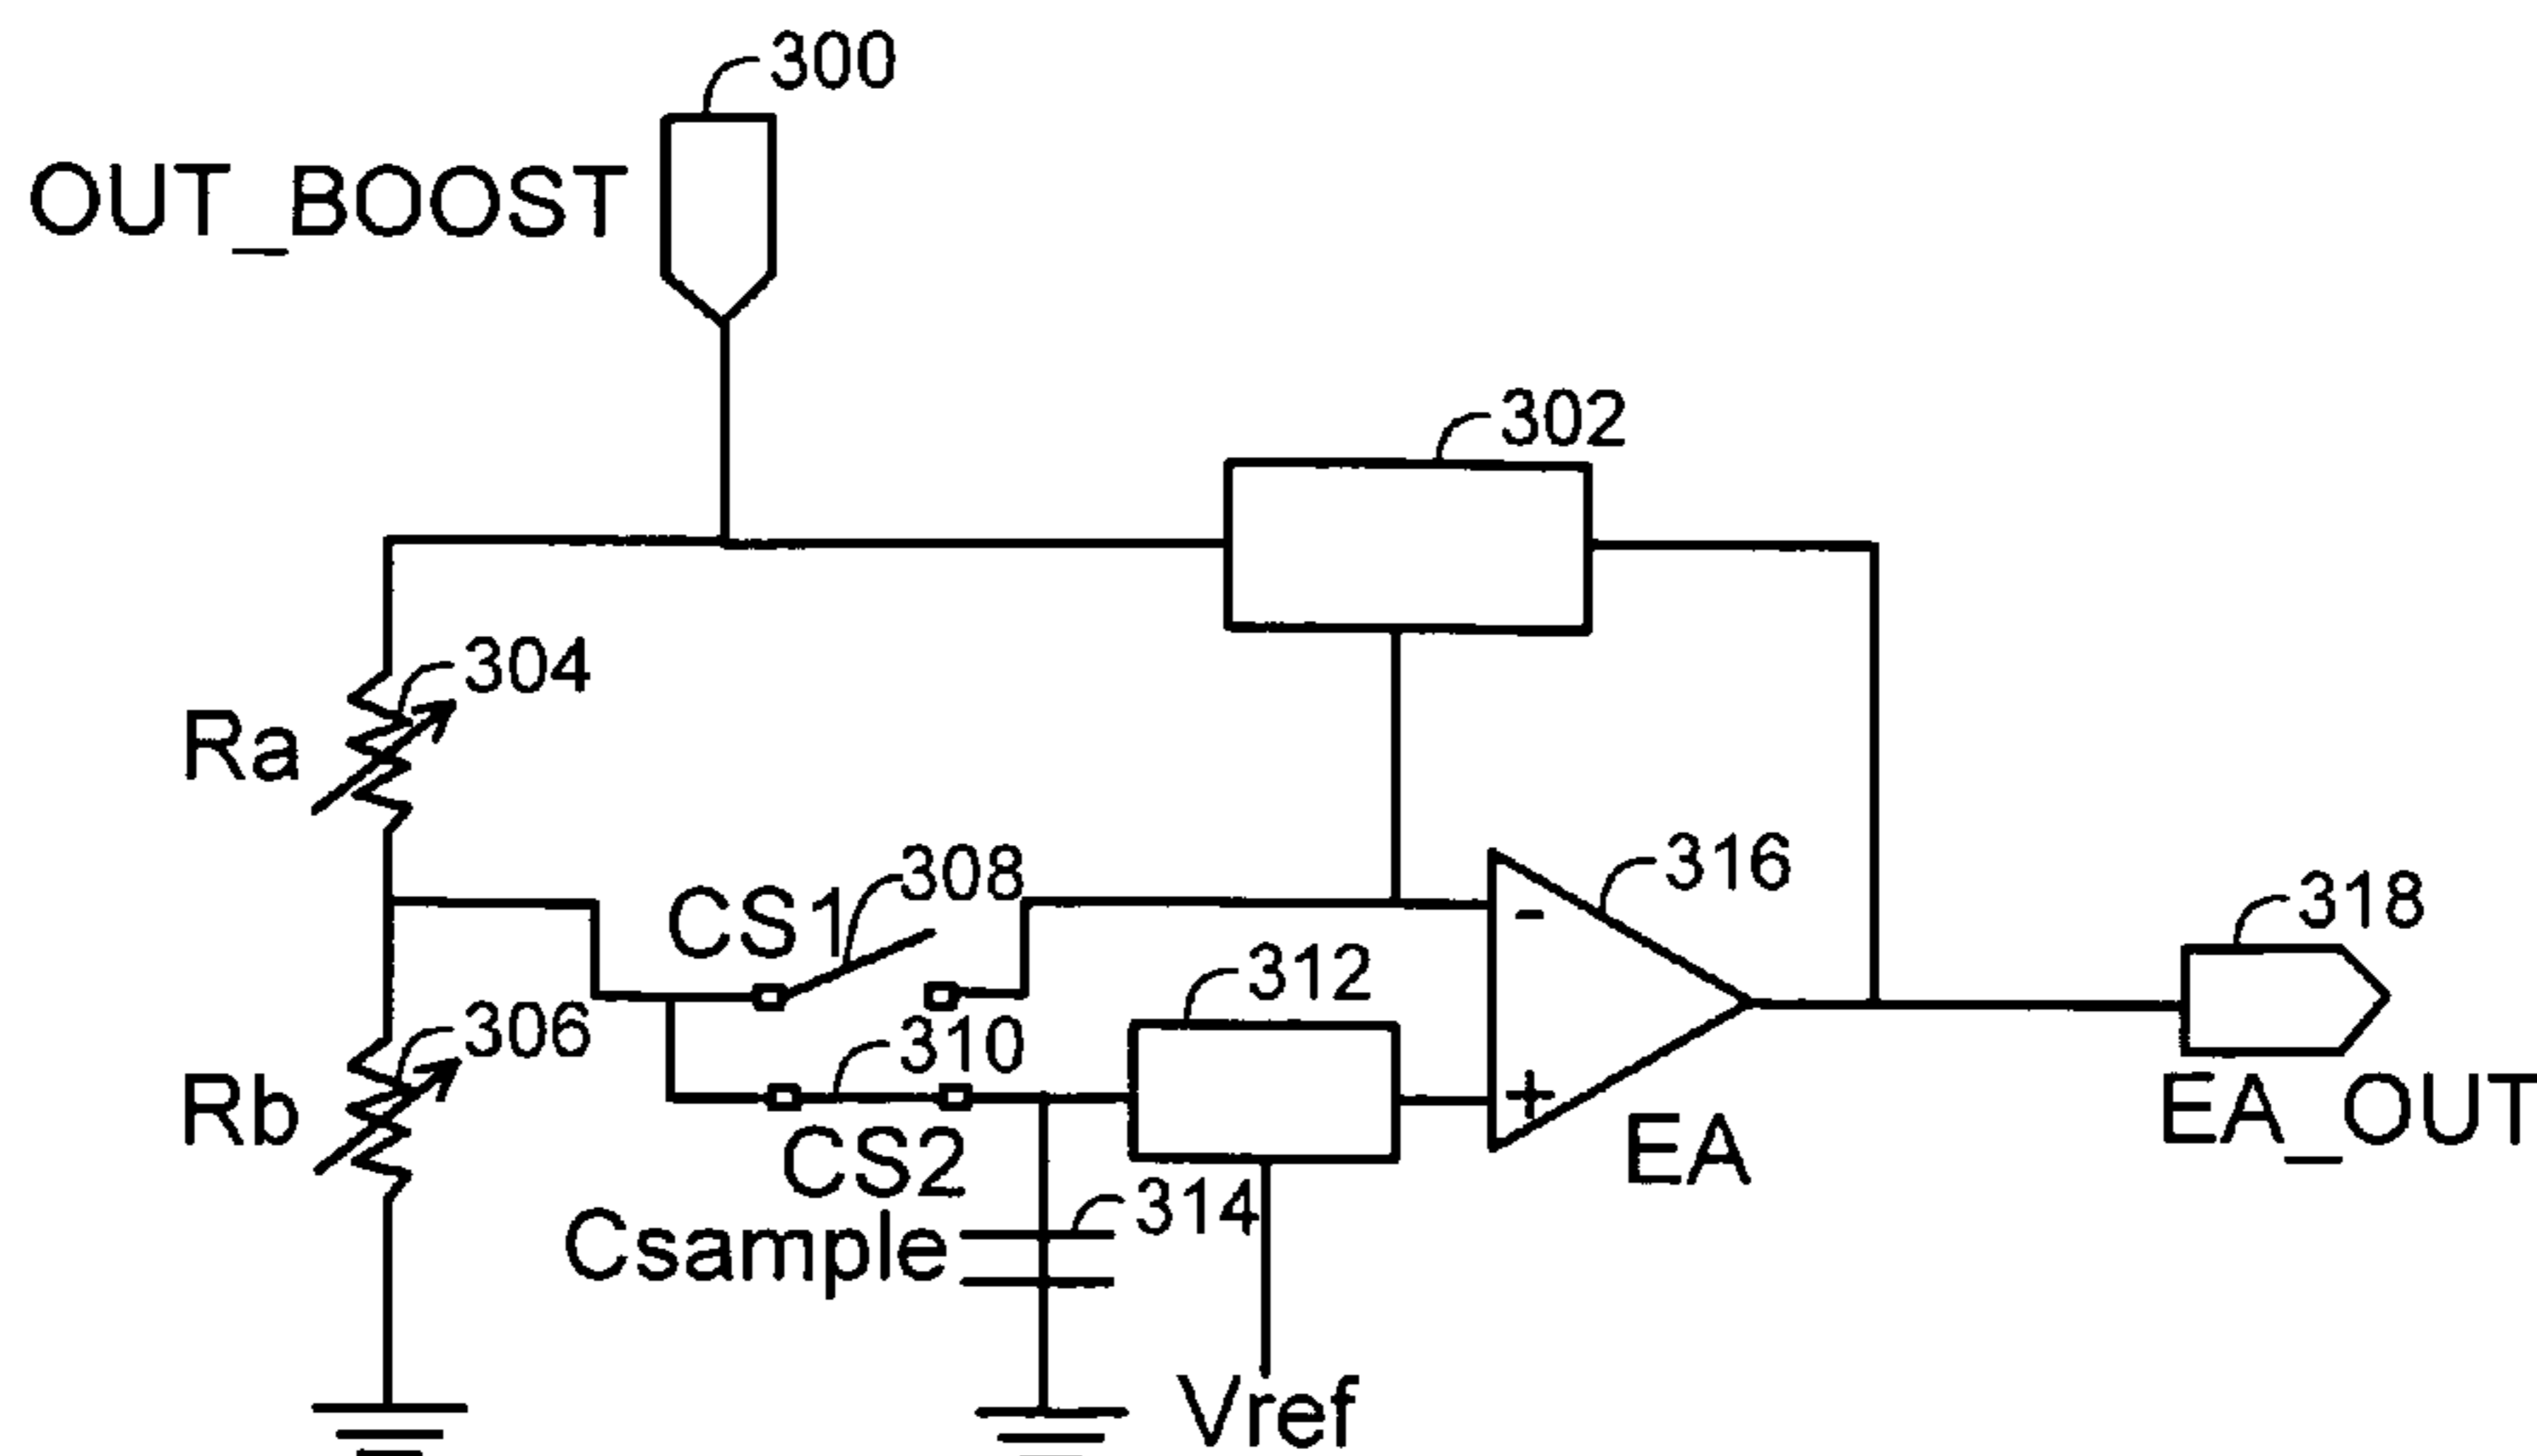 300
OUT_BOOST
302
304
Ra
308
CS1
316
-
318
312
306
310
Rb
+
EA_OUT
CS2
EA
314
Csample
Vref